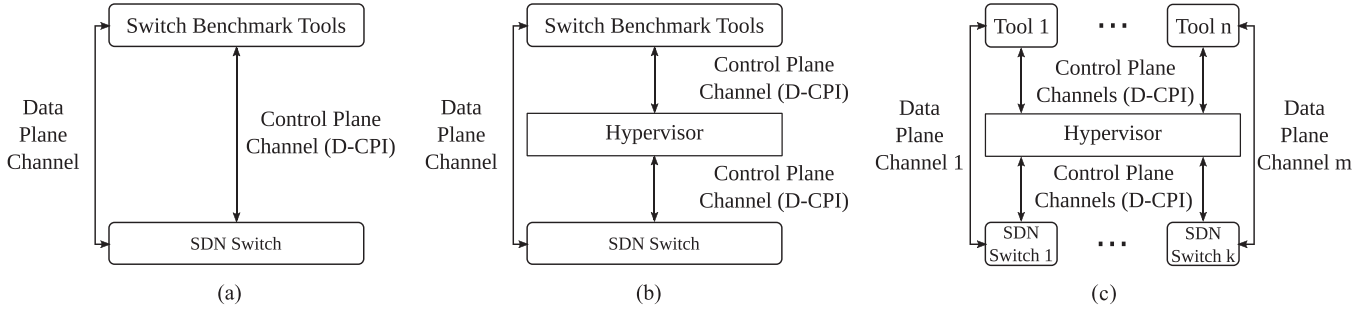 Switch Benchmark Tools
Data
Plane
Channel
Control Plane
Channel (D-CPI)
SDN Switch
(a)
Switch Benchmark Tools
Control Plane
Channel (D-CPI)
Data
Plane
Channel
Hypervisor
Control Plane
Channel (D-CPI)
SDN Switch
(b)
Tool 1 ··· Tool n
Control Plane
Channels (D-CPI)
Data
Plane
Channel 1
Hypervisor
Data
Plane
Channel m
Control Plane
Channels (D-CPI)
SDN
Switch 1
···
SDN
Switch k
(c)